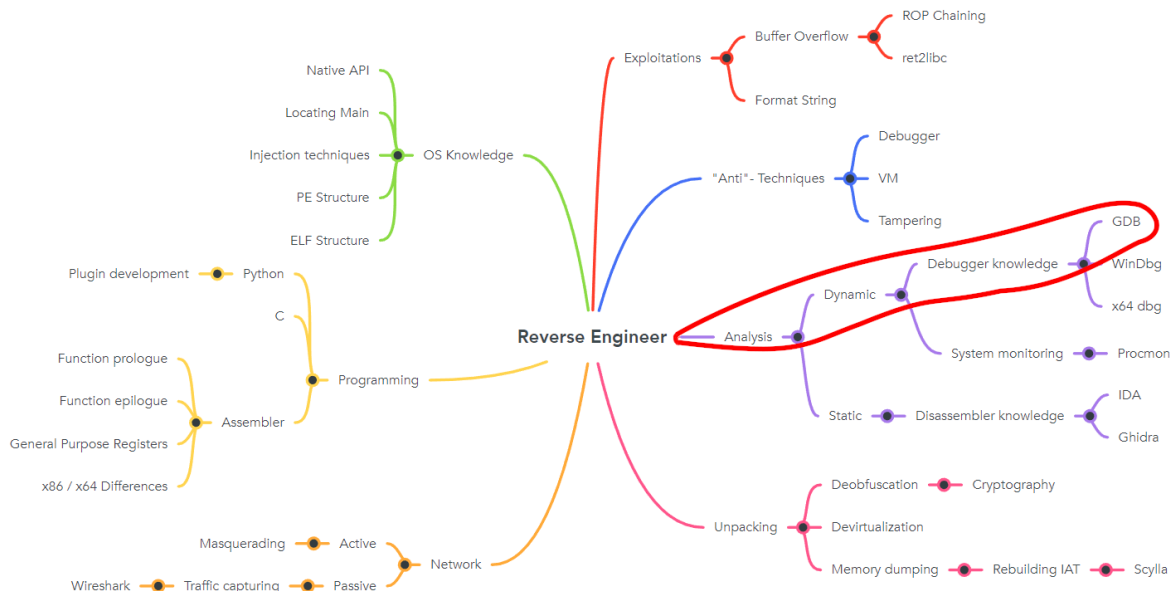 Reverse Engineer
Exploitations
Buffer Overflow
ROP Chaining
ret2libc
Format String
"Anti"- Techniques
Debugger
VM
Tampering
Analysis
Dynamic
Debugger knowledge
GDB
WinDbg
x64 dbg
System monitoring
Procmon
Static
Disassembler knowledge
IDA
Ghidra
Unpacking
Deobfuscation
Cryptography
Devirtualization
Memory dumping
Rebuilding IAT
Scylla
OS Knowledge
Native API
Locating Main
Injection techniques
PE Structure
ELF Structure
Programming
Python
Plugin development
C
Assembler
Function prologue
Function epilogue
General Purpose Registers
x86 / x64 Differences
Network
Active
Masquerading
Passive
Traffic capturing
Wireshark